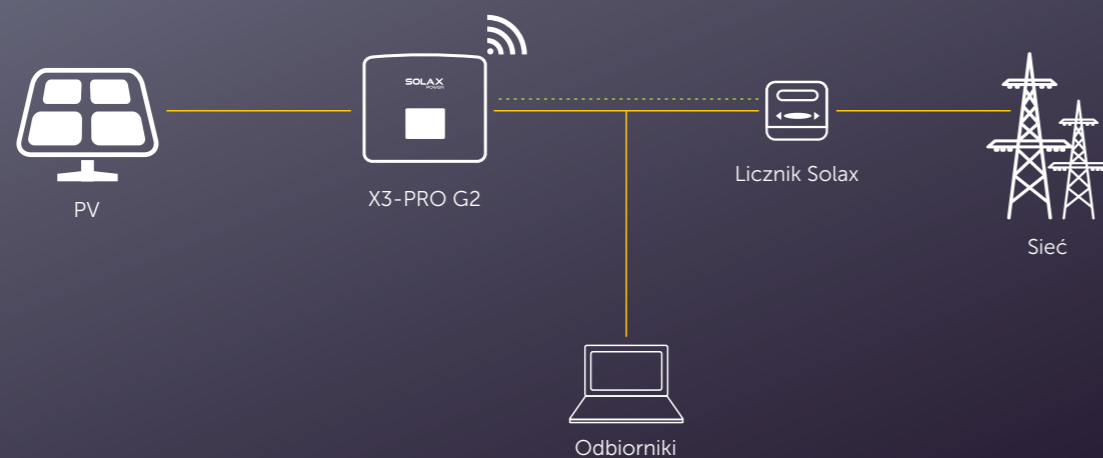 SOLAX
POWER
PV
X3-PRO G2
Licznik Solax
Sieć
Odbiorniki